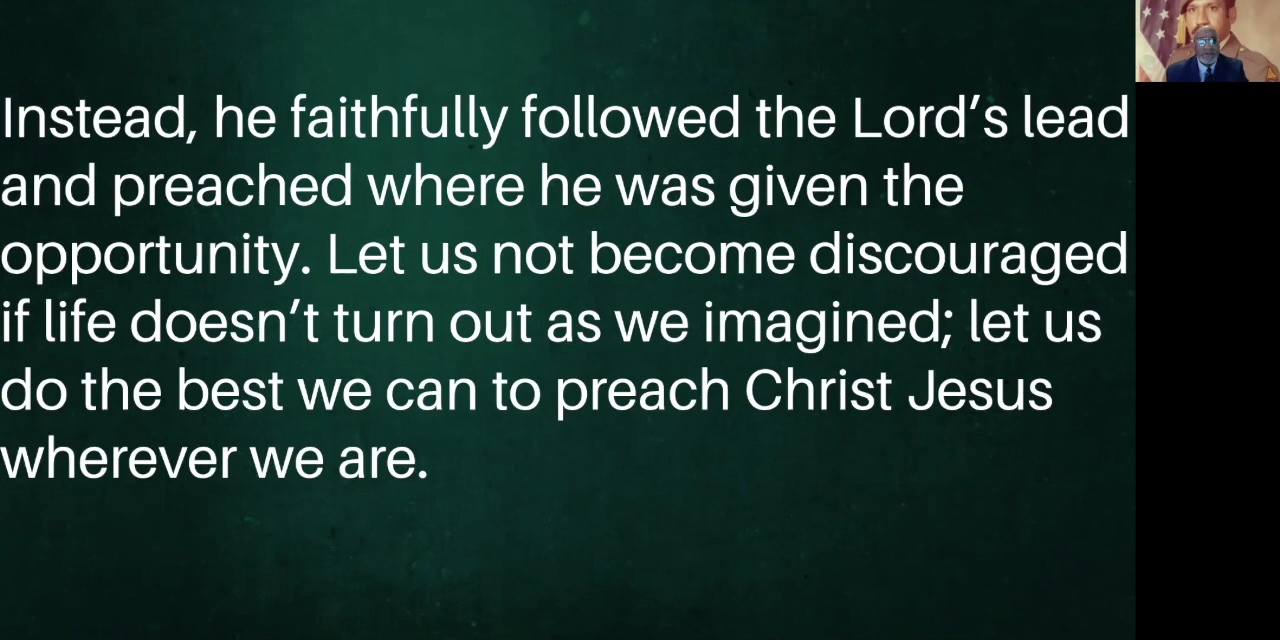 Instead, he faithfully followed the Lord’s lead
and preached where he was given the
opportunity. Let us not become discouraged
if life doesn’t turn out as we imagined; let us
do the best we can to preach Christ Jesus
wherever we are.